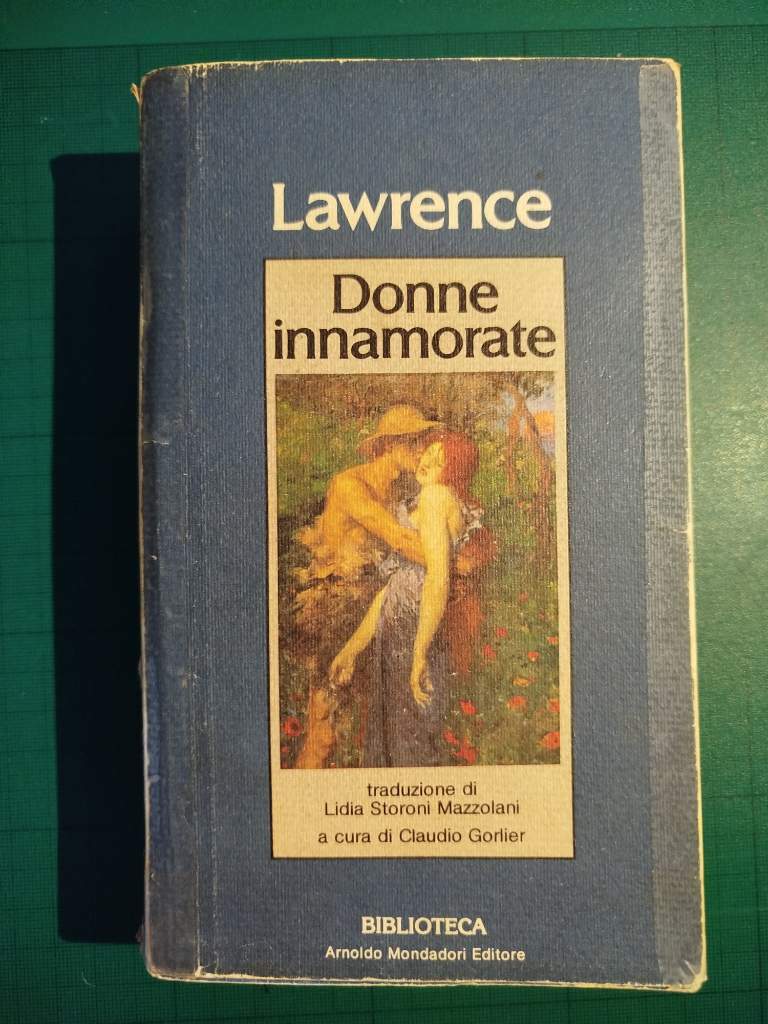 Lawrence
Donne
innamorate
traduzione di
Lidia Storoni Mazzolani
a cura di Claudio Gorlier
BIBLIOTECA
Arnoldo Mondadori Editore